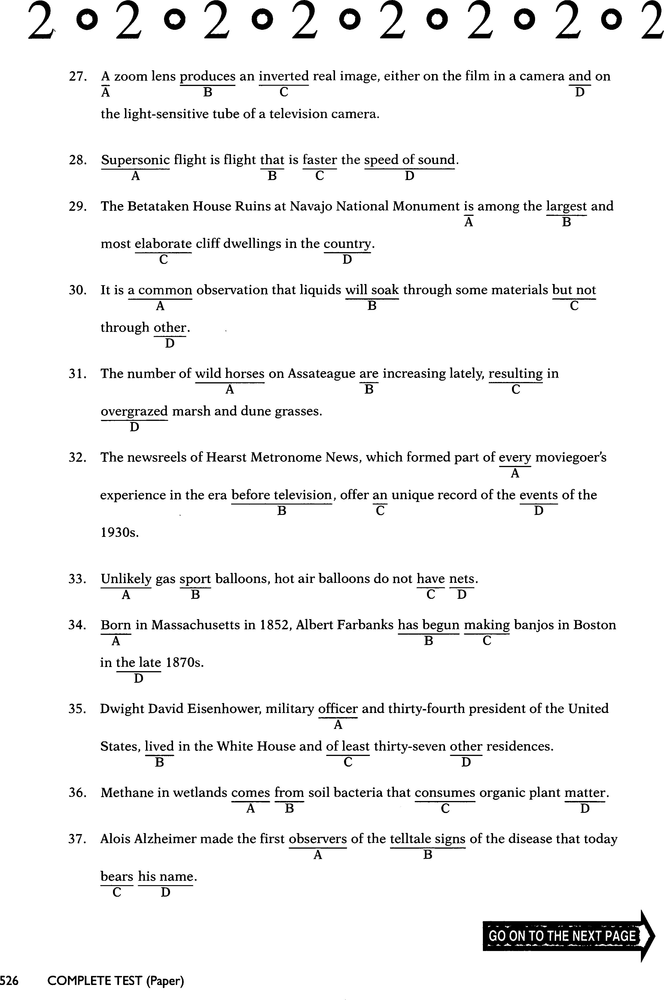 2 o 2 o 2 o 2 o 2 o 2 o 2 o 2
27. A zoom lens produces an inverted real image, either on the film in a camera and on
A B C D
the light-sensitive tube of a television camera.
28. Supersonic flight is flight that is faster the speed of sound.
A B C D
29. The Betataken House Ruins at Navajo National Monument is among the largest and
A B
most elaborate cliff dwellings in the country.
C D
30. It is a common observation that liquids will soak through some materials but not
A B C
through other.
D
31. The number of wild horses on Assateague are increasing lately, resulting in
A B C
overgrazed marsh and dune grasses.
D
32. The newsreels of Hearst Metronome News, which formed part of every moviegoer's
A
experience in the era before television, offer an unique record of the events of the
B C D
1930s.
33. Unlikely gas sport balloons, hot air balloons do not have nets.
A B C D
34. Born in Massachusetts in 1852, Albert Farbanks has begun making banjos in Boston
A B C
in the late 1870s.
D
35. Dwight David Eisenhower, military officer and thirty-fourth president of the United
A
States, lived in the White House and of least thirty-seven other residences.
B C D
36. Methane in wetlands comes from soil bacteria that consumes organic plant matter.
A B C D
37. Alois Alzheimer made the first observers of the telltale signs of the disease that today
A B
bears his name.
C D
GO ON TO THE NEXT PAGE
526 COMPLETE TEST (Paper)